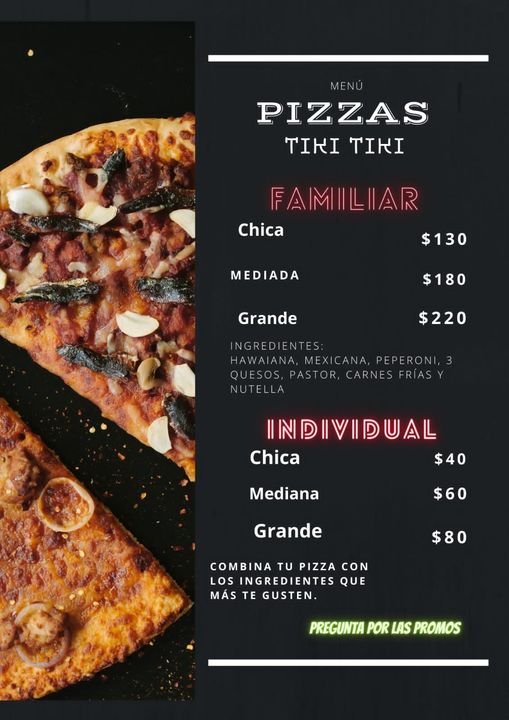 MENÚ
PIZZAS
TIKI TIKI
FAMILIAR
Chica $130
MEDIADA $180
Grande $220
INGREDIENTES:
HAWAIANA, MEXICANA, PEPERONI, 3
QUESOS, PASTOR, CARNES FRÍAS Y
NUTELLA
INDIVIDUAL
Chica $40
Mediana $60
Grande $80
COMBINA TU PIZZA CON
LOS INGREDIENTES QUE
MÁS TE GUSTEN.
PREGUNTA POR LAS PROMOS